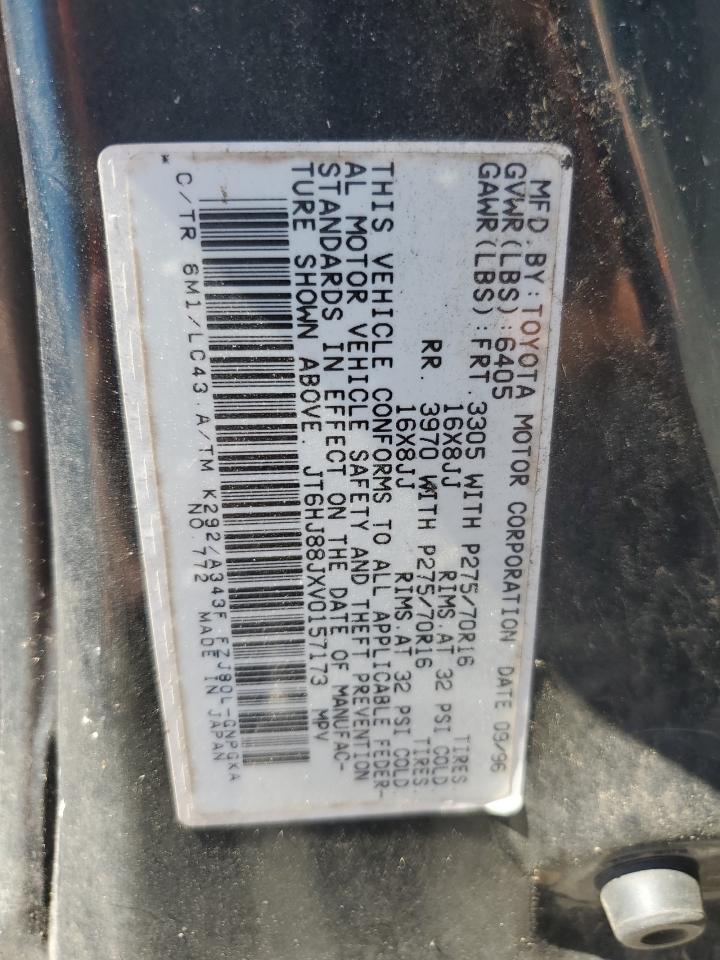 MFD.BY:TOYOTA MOTOR CORPORATION DATE 09/96
GVWR(LBS):6405
GAWR(LBS):FRT.3305 WITH P275/70R16 TIRES
16X8JJ RIMS.AT 32 PSI COLD
RR. 3970 WITH P275/70R16 TIRES
16X8JJ RIMS.AT 32 PSI COLD
THIS VEHICLE CONFORMS TO ALL APPLICABLE FEDER-
AL MOTOR VEHICLE SAFETY AND THEFT PREVENTION
STANDARDS IN EFFECT ON THE DATE OF MANUFAC-
TURE SHOWN ABOVE. JT6HJ88JXV0157173 MPV
C/TR 6M1/LC43 A/TM K292/A343F FZJ80L-GNPGKA
NO.772 MADE IN JAPAN